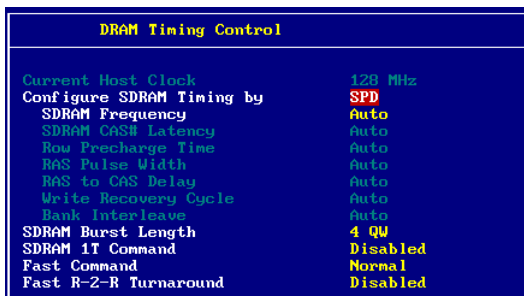 DRAM Timing Control
Current Host Clock 128 MHz
Configure SDRAM Timing by SPD
SDRAM Frequency Auto
SDRAM CAS# Latency Auto
Row Precharge Time Auto
RAS Pulse Width Auto
RAS to CAS Delay Auto
Write Recovery Cycle Auto
Bank Interleave Auto
SDRAM Burst Length 4 QW
SDRAM 1T Command Disabled
Fast Command Normal
Fast R-2-R Turnaround Disabled